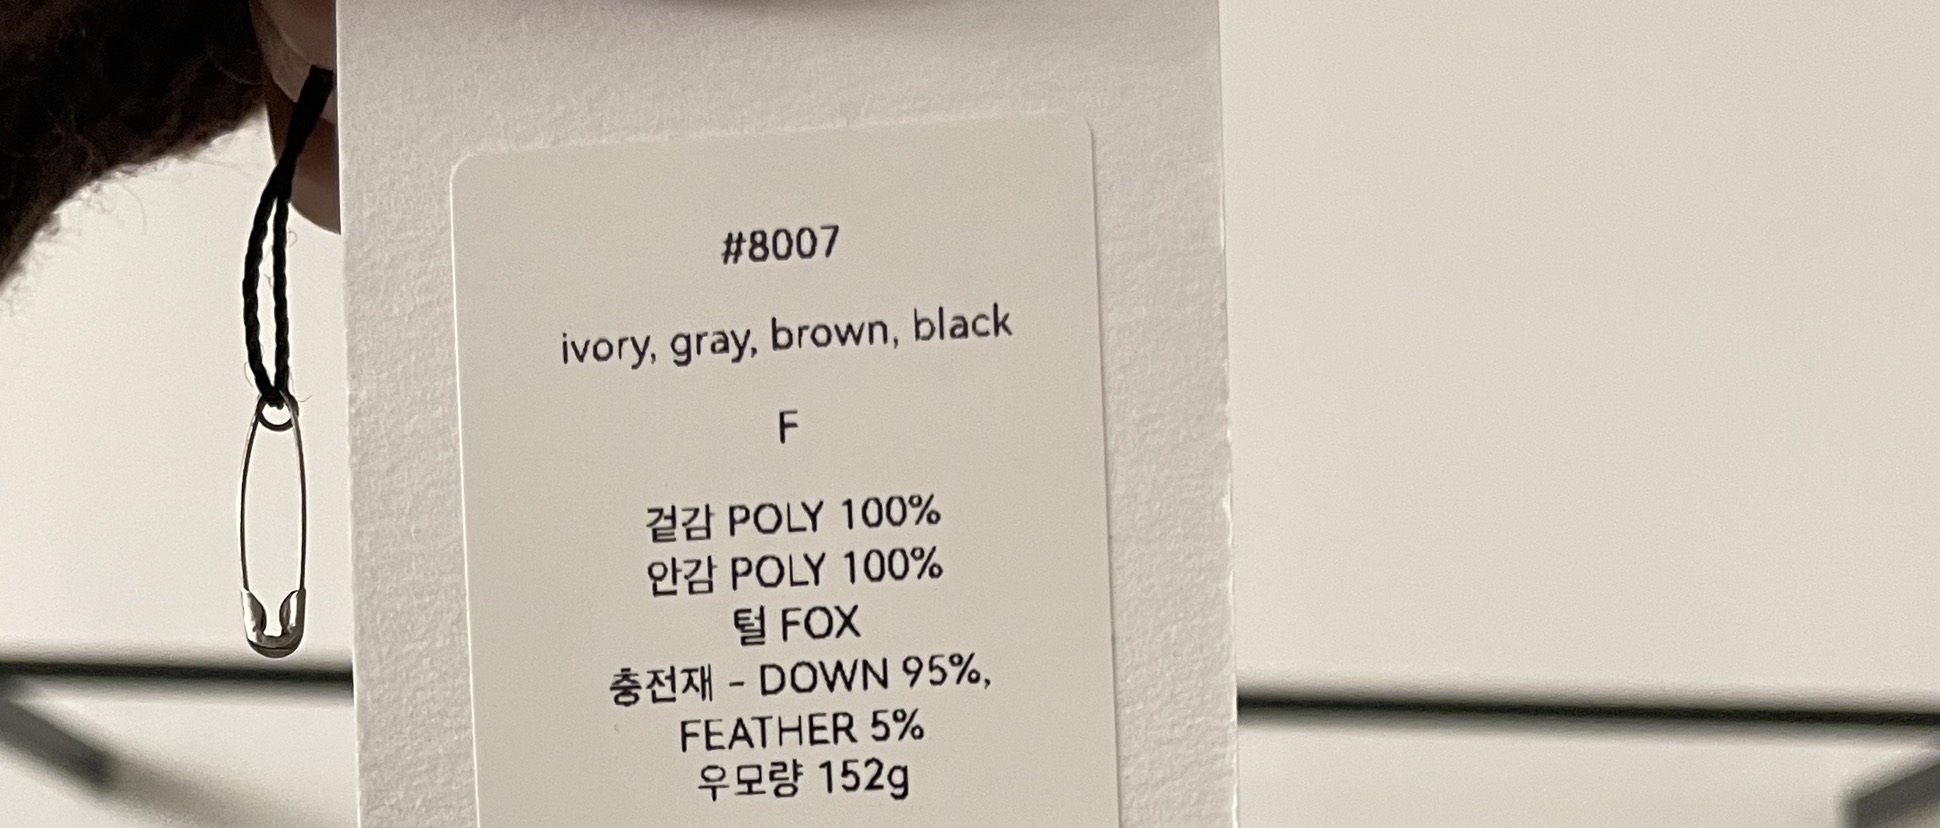 #8007
ivory, gray, brown, black
F
겉감 POLY 100%
안감 POLY 100%
털 FOX
충전재 - DOWN 95%,
FEATHER 5%
우모량 152g